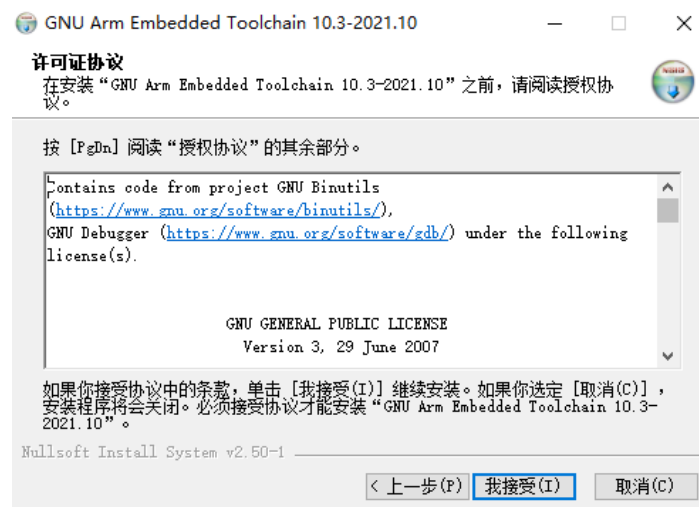 GNU Arm Embedded Toolchain 10.3-2021.10
许可证协议
在安装“GNU Arm Embedded Toolchain 10.3-2021.10”之前，请阅读授权协
议。
按 [PgDn] 阅读“授权协议”的其余部分。
Contains code from project GNU Binutils
(https://www.gnu.org/software/binutils/),
GNU Debugger (https://www.gnu.org/software/gdb/) under the following
license(s).
GNU GENERAL PUBLIC LICENSE
Version 3, 29 June 2007
如果你接受协议中的条款，单击 [我接受(I)] 继续安装。如果你选定 [取消(C)] ，
安装程序将会关闭。必须接受协议才能安装“GNU Arm Embedded Toolchain 10.3-
2021.10”。
Nullsoft Install System v2.50-1
< 上一步(P) 我接受(I) 取消(C)